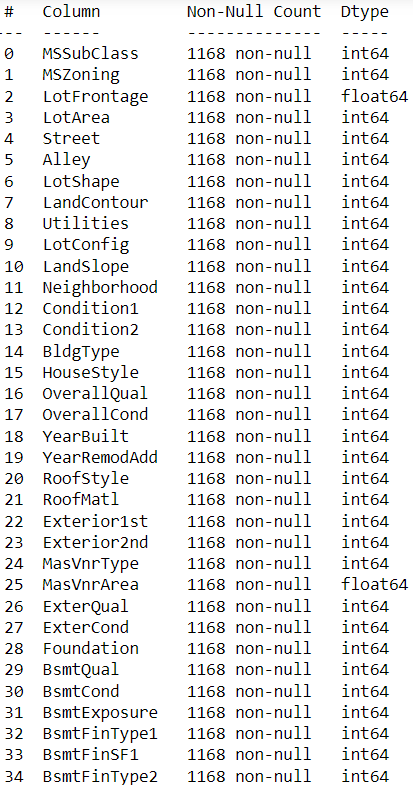 #   Column        Non-Null Count  Dtype
---  ------        --------------  -----
0   MSSubClass    1168 non-null   int64
1   MSZoning      1168 non-null   int64
2   LotFrontage   1168 non-null   float64
3   LotArea       1168 non-null   int64
4   Street        1168 non-null   int64
5   Alley         1168 non-null   int64
6   LotShape      1168 non-null   int64
7   LandContour   1168 non-null   int64
8   Utilities     1168 non-null   int64
9   LotConfig     1168 non-null   int64
10  LandSlope     1168 non-null   int64
11  Neighborhood  1168 non-null   int64
12  Condition1    1168 non-null   int64
13  Condition2    1168 non-null   int64
14  BldgType      1168 non-null   int64
15  HouseStyle    1168 non-null   int64
16  OverallQual   1168 non-null   int64
17  OverallCond   1168 non-null   int64
18  YearBuilt     1168 non-null   int64
19  YearRemodAdd  1168 non-null   int64
20  RoofStyle     1168 non-null   int64
21  RoofMatl      1168 non-null   int64
22  Exterior1st   1168 non-null   int64
23  Exterior2nd   1168 non-null   int64
24  MasVnrType    1168 non-null   int64
25  MasVnrArea    1168 non-null   float64
26  ExterQual     1168 non-null   int64
27  ExterCond     1168 non-null   int64
28  Foundation    1168 non-null   int64
29  BsmtQual      1168 non-null   int64
30  BsmtCond      1168 non-null   int64
31  BsmtExposure  1168 non-null   int64
32  BsmtFinType1  1168 non-null   int64
33  BsmtFinSF1    1168 non-null   int64
34  BsmtFinType2  1168 non-null   int64